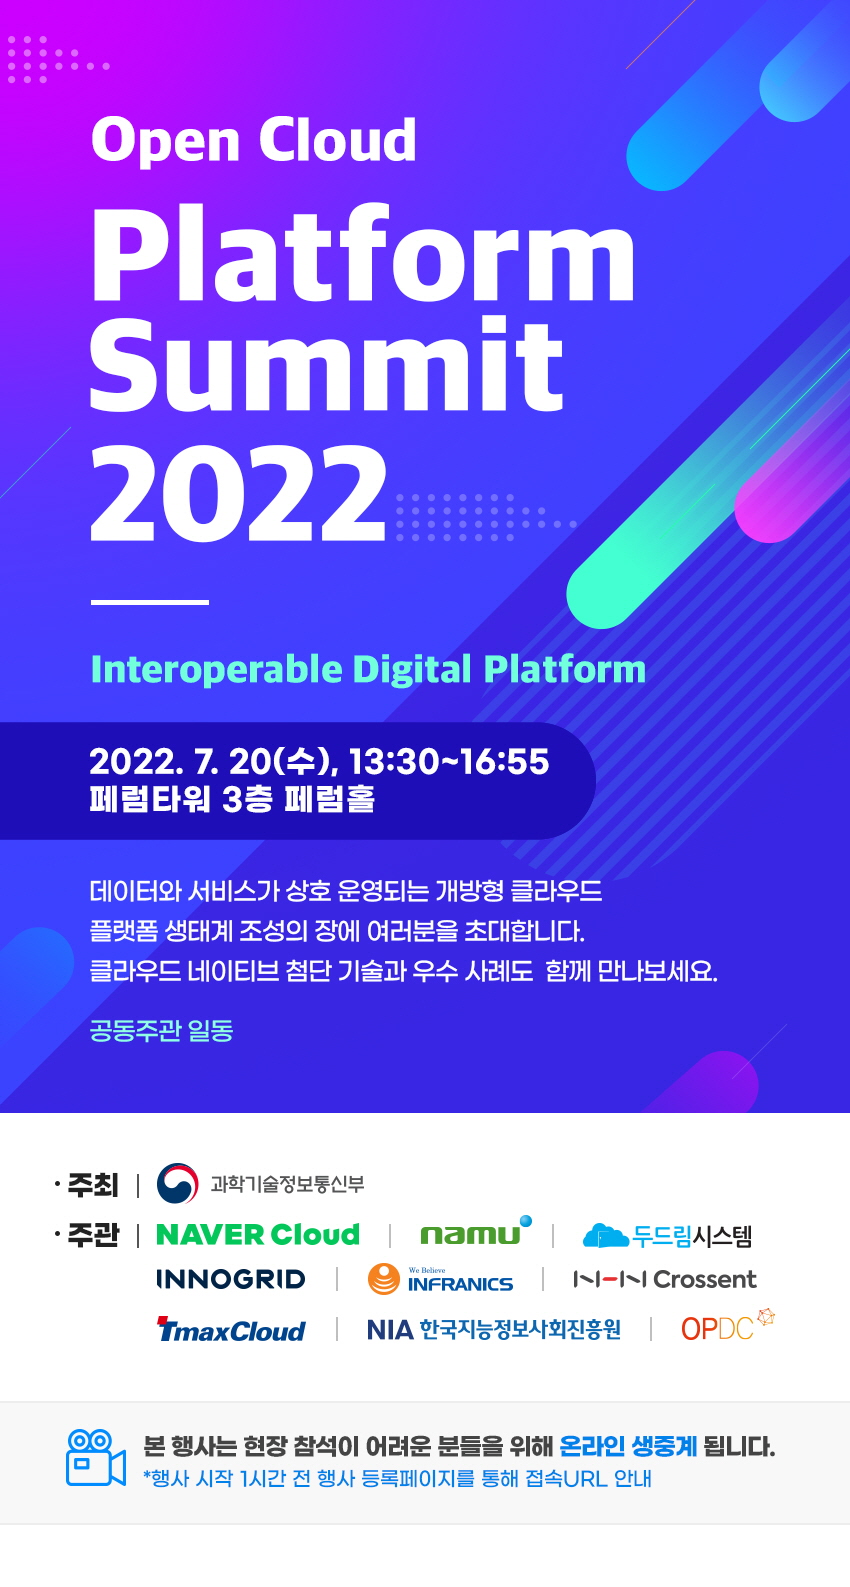 Open Cloud
Platform
Summit
2022
Interoperable Digital Platform
2022. 7. 20(수), 13:30~16:55
페럼타워 3층 페럼홀
데이터와 서비스가 상호 운영되는 개방형 클라우드
플랫폼 생태계 조성의 장에 여러분을 초대합니다.
클라우드 네이티브 첨단 기술과 우수 사례도 함께 만나보세요.
공동주관 일동
· 주최 | 과학기술정보통신부
· 주관 | NAVER Cloud | namu | 두드림시스템
INNOGRID | We Believe INFRANICS | Crossent
TmaxCloud | NIA 한국지능정보사회진흥원 | OPDC
본 행사는 현장 참석이 어려운 분들을 위해 온라인 생중계 됩니다.
*행사 시작 1시간 전 행사 등록페이지를 통해 접속URL 안내